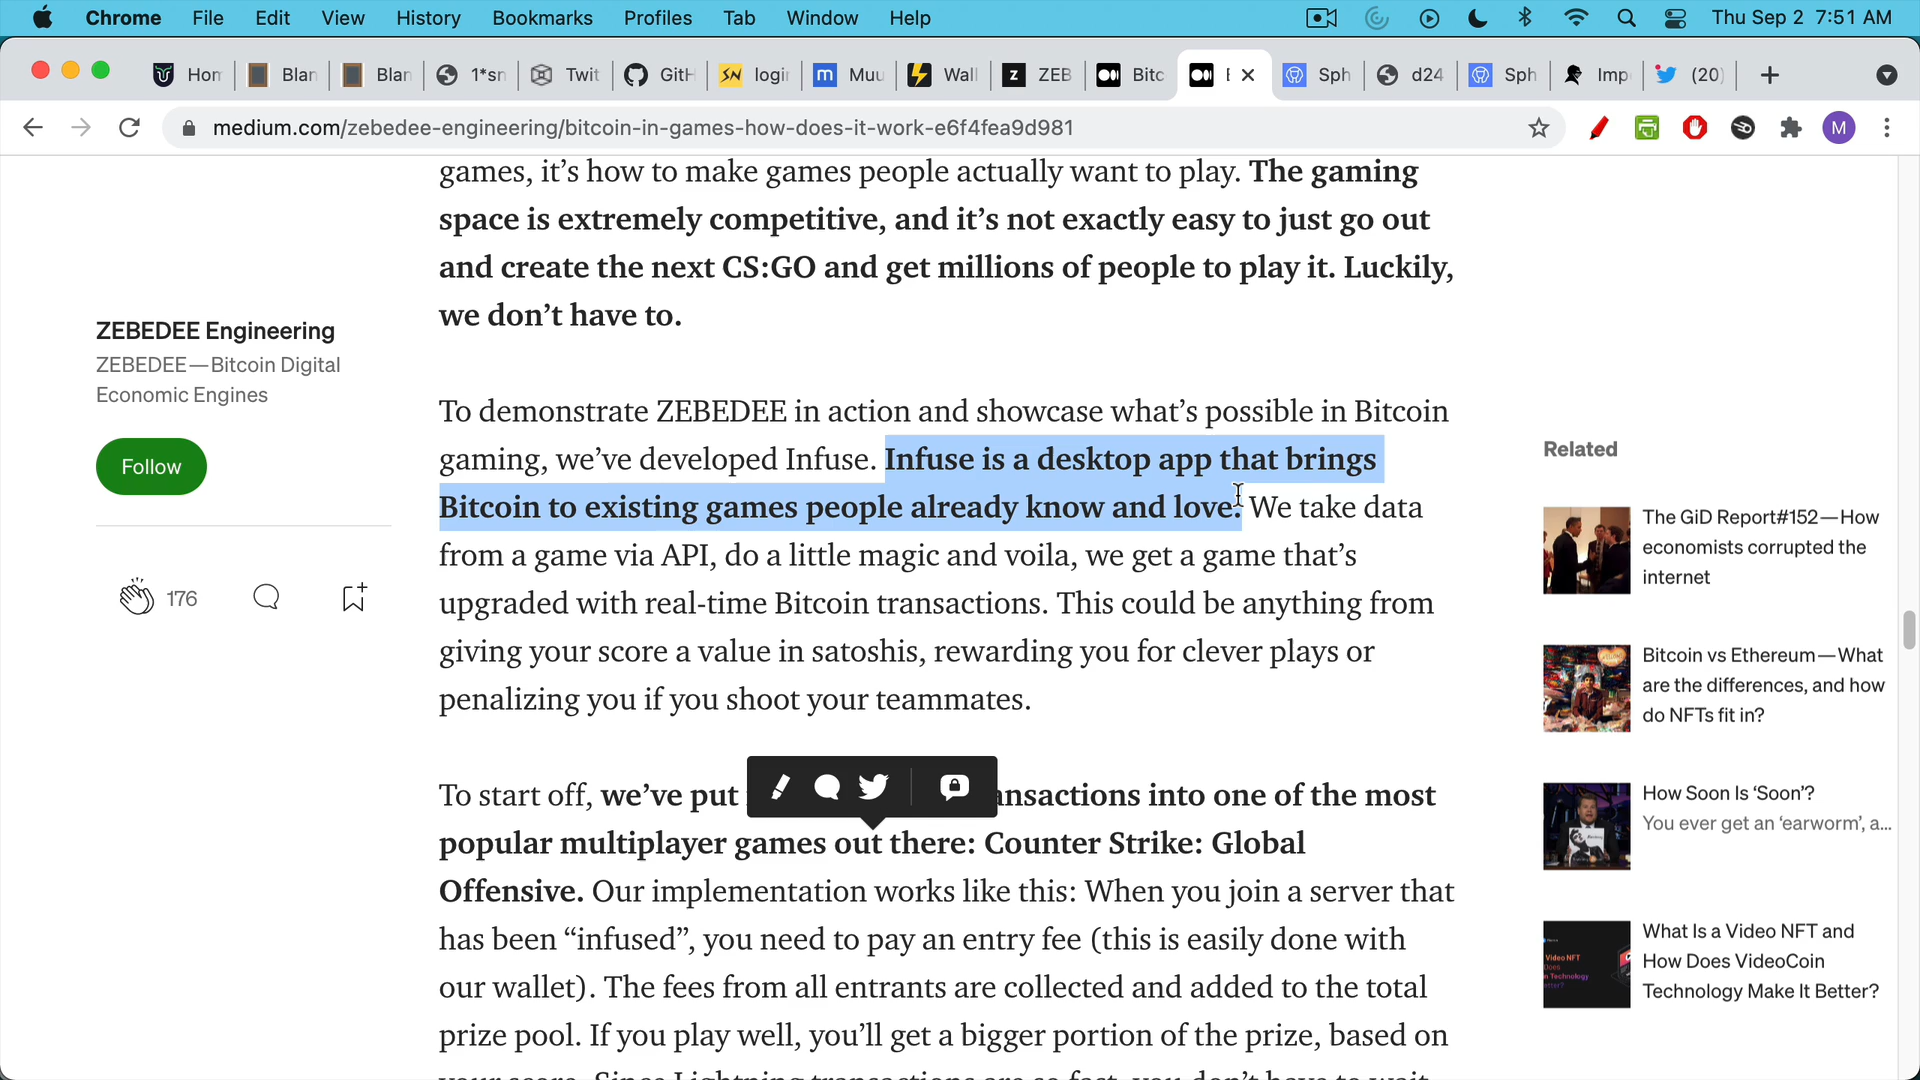 Chrome File Edit View History Bookmarks Profiles Tab Window Help Thu Sep 2 7:51 AM
Hom Blan Blan 1*sn Twit GitH logi Muu Wall ZEB Bitc Sph d24 Sph Imp (20)
medium.com/zebedee-engineering/bitcoin-in-games-how-does-it-work-e6f4fea9d981
M
games, it's how to make games people actually want to play. The gaming
space is extremely competitive, and it's not exactly easy to just go out
and create the next CS:GO and get millions of people to play it. Luckily,
we don't have to.
ZEBEDEE Engineering
ZEBEDEE — Bitcoin Digital
Economic Engines
Follow
176
To demonstrate ZEBEDEE in action and showcase what's possible in Bitcoin
gaming, we've developed Infuse. Infuse is a desktop app that brings
Bitcoin to existing games people already know and love. We take data
from a game via API, do a little magic and voila, we get a game that's
upgraded with real-time Bitcoin transactions. This could be anything from
giving your score a value in satoshis, rewarding you for clever plays or
penalizing you if you shoot your teammates.
To start off, we've put ansactions into one of the most
popular multiplayer games out there: Counter Strike: Global
Offensive. Our implementation works like this: When you join a server that
has been “infused”, you need to pay an entry fee (this is easily done with
our wallet). The fees from all entrants are collected and added to the total
prize pool. If you play well, you'll get a bigger portion of the prize, based on
your score. Since Lightning transactions are so fast, you don't have to wait
Related
The GiD Report#152 — How
economists corrupted the
internet
Bitcoin vs Ethereum — What
are the differences, and how
do NFTs fit in?
How Soon Is ‘Soon’?
You ever get an ‘earworm’, a...
What Is a Video NFT and
How Does VideoCoin
Technology Make It Better?